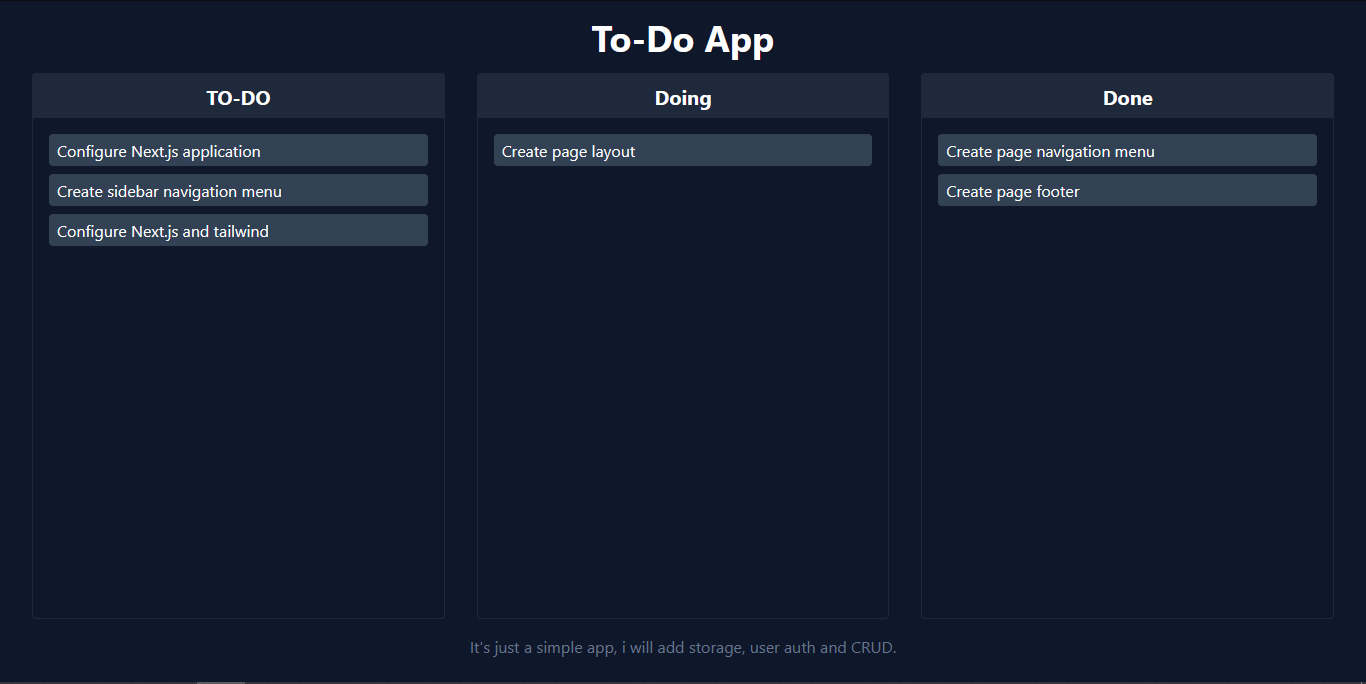 To-Do App
TO-DO
Configure Next.js application
Create sidebar navigation menu
Configure Next.js and tailwind
Doing
Create page layout
Done
Create page navigation menu
Create page footer
It's just a simple app, i will add storage, user auth and CRUD.